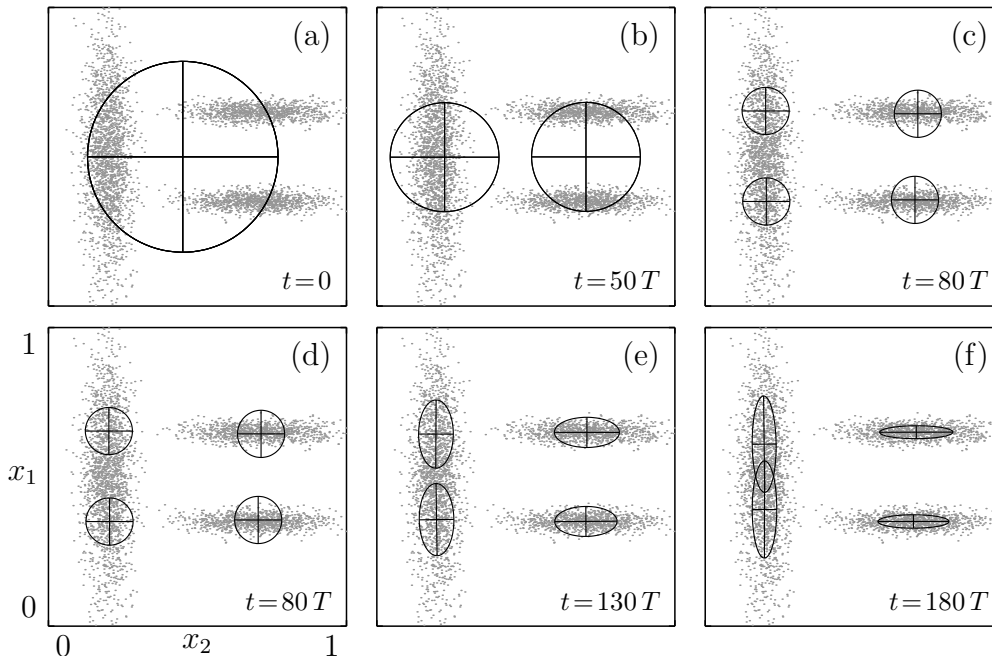 (a)
t=0
(b)
t=50 T
(c)
t=80 T
1
x₁
0
(d)
t=80 T
0 x₂ 1
(e)
t=130 T
(f)
t=180 T